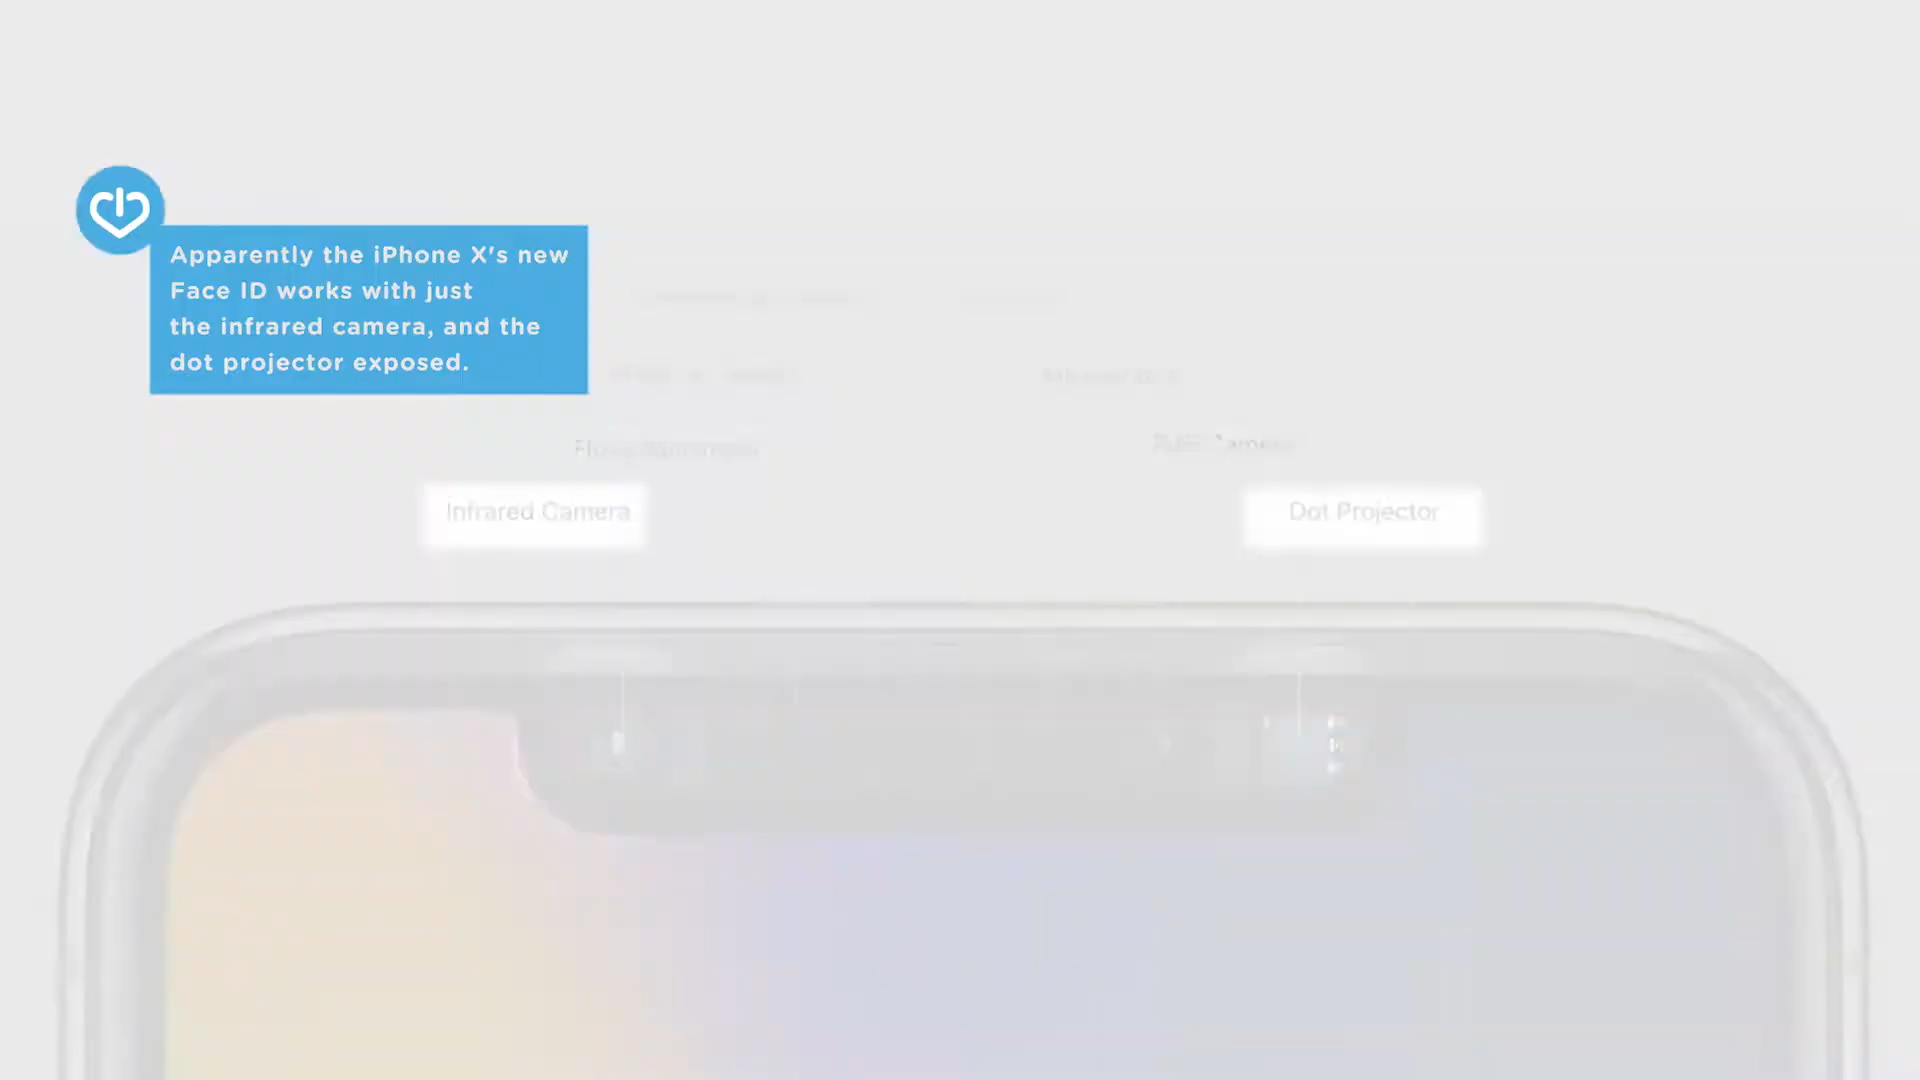 Apparently the iPhone X's new
Face ID works with just
the infrared camera, and the
dot projector exposed.
Camera
Infrared Camera
Dot Projector